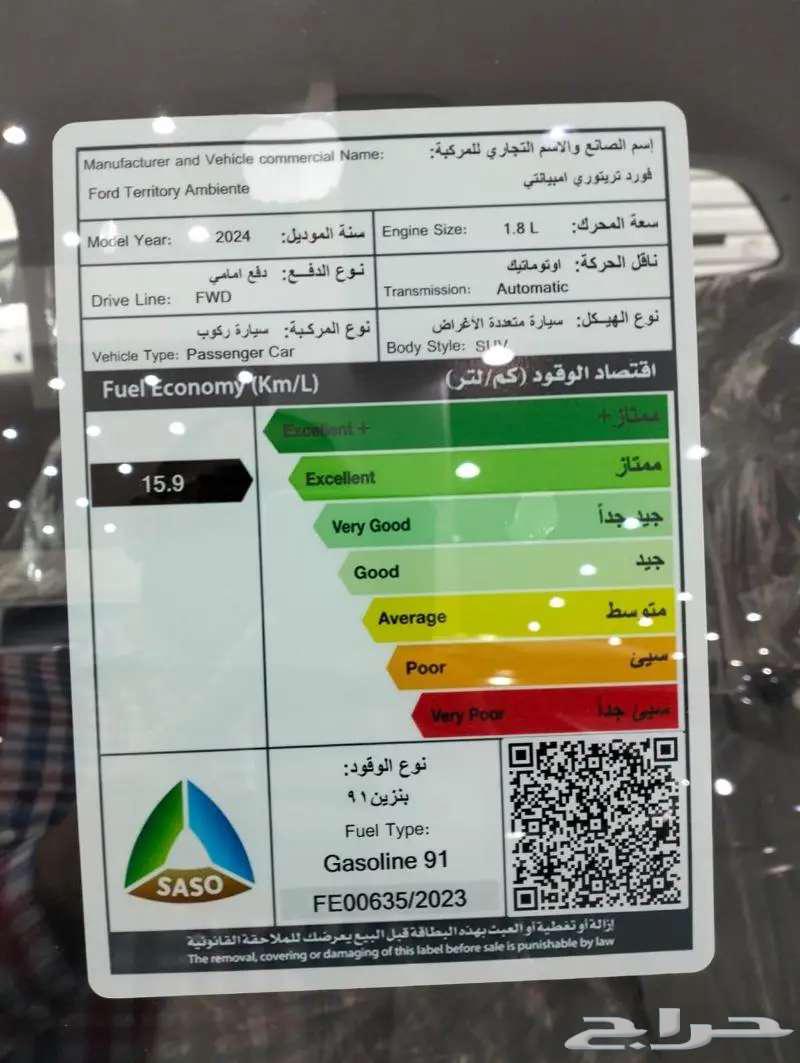 Manufacturer and Vehicle commercial Name: إسم الصانع والاسم التجاري للمركبة:
Ford Territory Ambiente فورد تريتوري امبيانتي
Model Year: 2024 سنة الموديل:
Engine Size: 1.8 L سعة المحرك:
نوع الدفع: دفع امامي
Drive Line: FWD
ناقل الحركة: اوتوماتيك
Transmission: Automatic
نوع المركبة: سيارة ركوب
Vehicle Type: Passenger Car
نوع الهيكل: سيارة متعددة الأغراض
Body Style: SUV
Fuel Economy (Km/L) اقتصاد الوقود (كم/لتر)
15.9
Excellent + ممتاز+
Excellent ممتاز
Very Good جيد جداً
Good جيد
Average متوسط
Poor سيئ
Very Poor سيئ جداً
SASO
نوع الوقود:
بنزين ٩١
Fuel Type:
Gasoline 91
FE00635/2023
إزالة أو تغطية أو العبث بهذه البطاقة قبل البيع يعرضك للملاحقة القانونية
The removal, covering or damaging of this label before sale is punishable by law
حراج